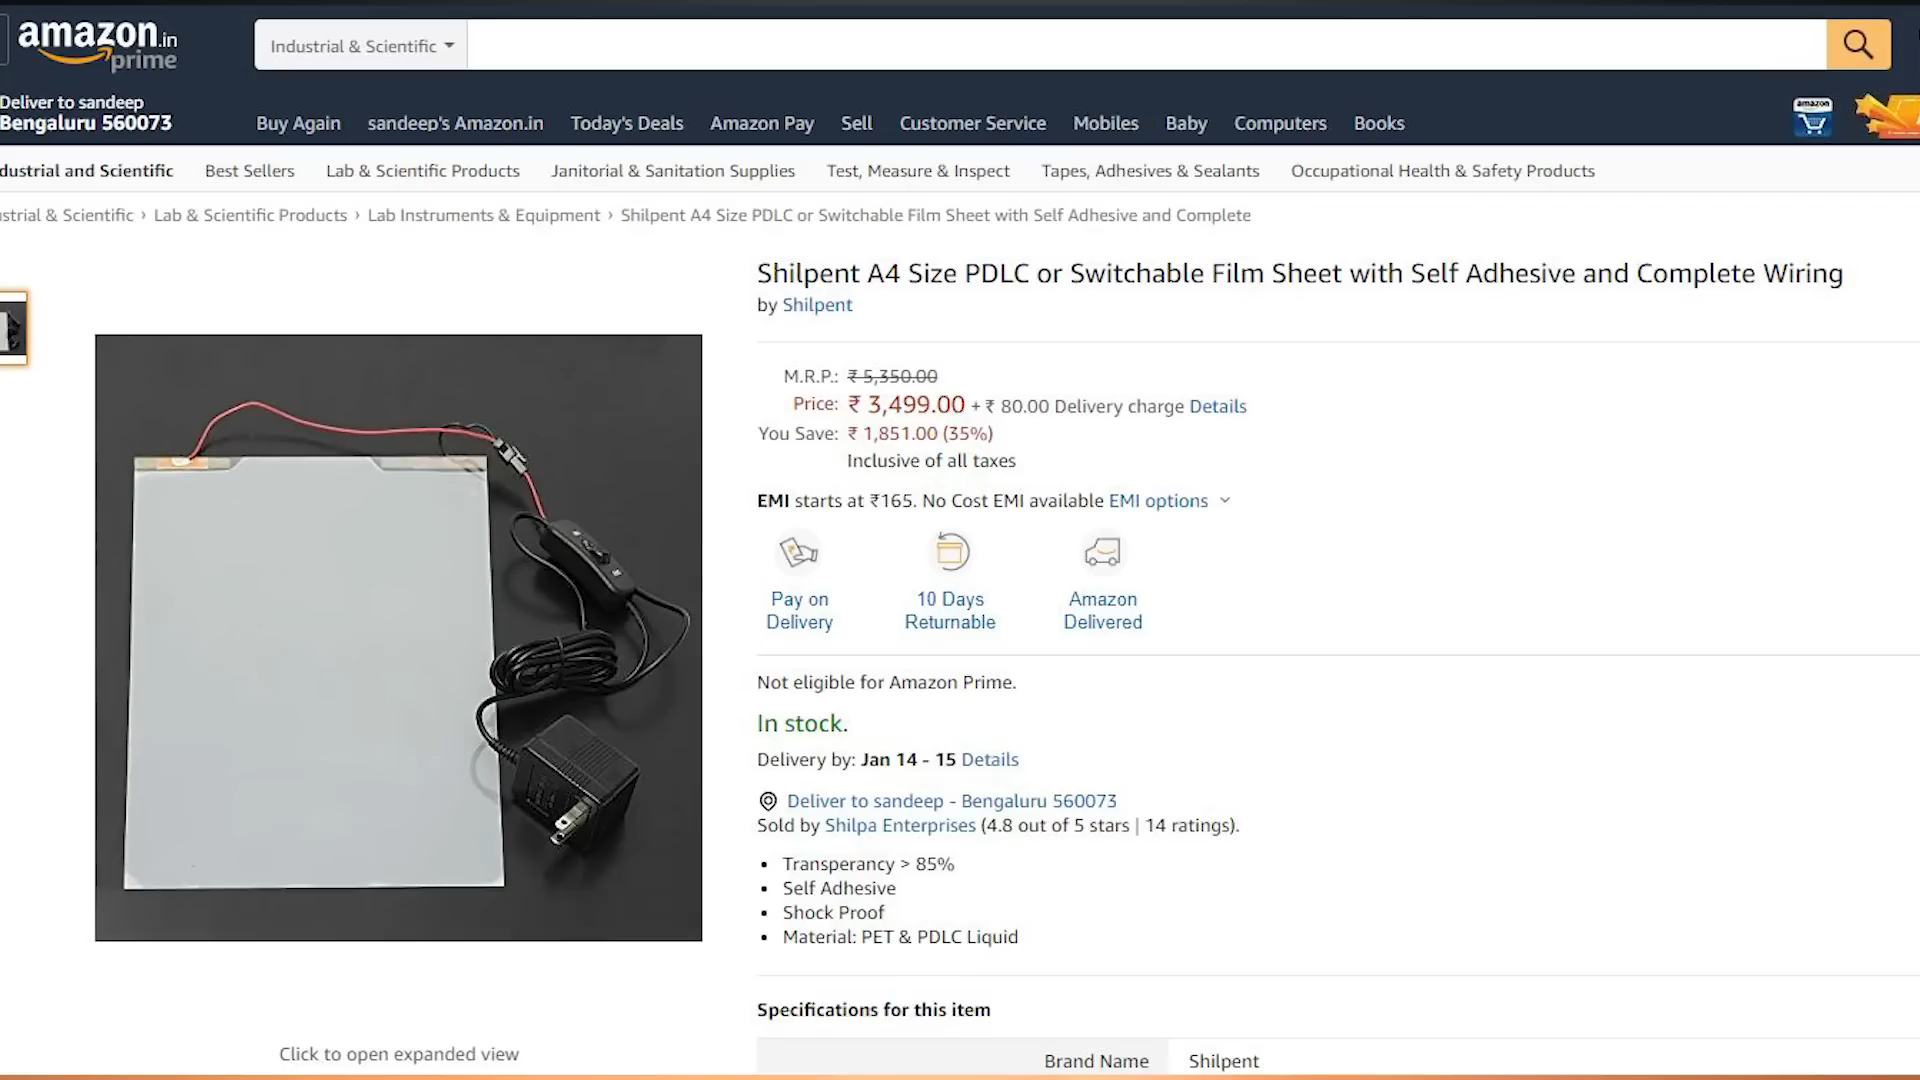 amazon.in
prime
Industrial & Scientific
Deliver to sandeep
Bengaluru 560073
Buy Again sandeep's Amazon.in Today's Deals Amazon Pay Sell Customer Service Mobiles Baby Computers Books
amazon
dustrial and Scientific Best Sellers Lab & Scientific Products Janitorial & Sanitation Supplies Test, Measure & Inspect Tapes, Adhesives & Sealants Occupational Health & Safety Products
strial & Scientific › Lab & Scientific Products › Lab Instruments & Equipment › Shilpent A4 Size PDLC or Switchable Film Sheet with Self Adhesive and Complete
Shilpent A4 Size PDLC or Switchable Film Sheet with Self Adhesive and Complete Wiring
by Shilpent
M.R.P.: ₹ 5,350.00
Price: ₹ 3,499.00 + ₹ 80.00 Delivery charge Details
You Save: ₹ 1,851.00 (35%)
Inclusive of all taxes
EMI starts at ₹165. No Cost EMI available EMI options
Pay on
Delivery
10 Days
Returnable
Amazon
Delivered
Not eligible for Amazon Prime.
In stock.
Delivery by: Jan 14 - 15 Details
Deliver to sandeep - Bengaluru 560073
Sold by Shilpa Enterprises (4.8 out of 5 stars | 14 ratings).
• Transperancy > 85%
• Self Adhesive
• Shock Proof
• Material: PET & PDLC Liquid
Specifications for this item
Click to open expanded view
Brand Name Shilpent